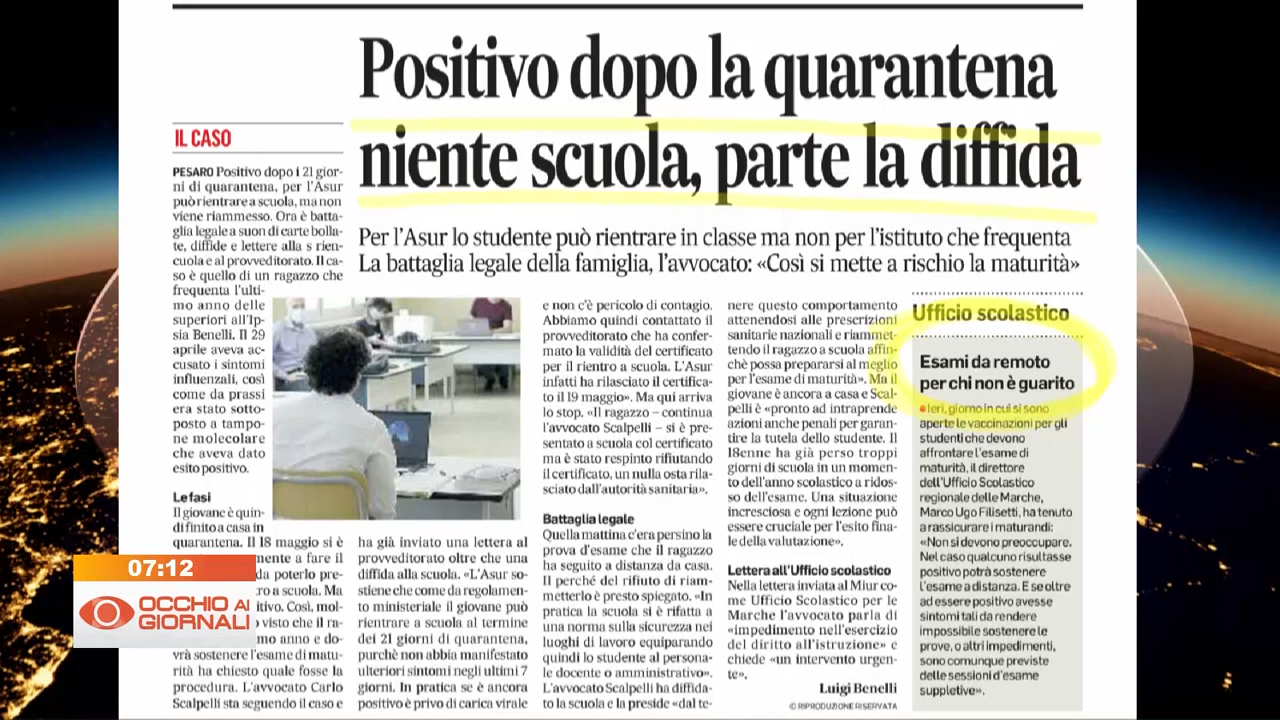 Positivo dopo la quarantena
niente scuola, parte la diffida
Per l'Asur lo studente può rientrare in classe ma non per l'istituto che frequenta
La battaglia legale della famiglia, l'avvocato: «Così si mette a rischio la maturità»
IL CASO
PESARO Positivo dopo i 21 gior-
ni di quarantena, per l'Asur
può rientrare a scuola, ma non
viene riammesso. Ora è batta-
glia legale a suon di carte bolla-
te, diffide e lettere alla s rien-
cuola e al provveditorato. Il ca-
so è quello di un ragazzo che
frequenta l'ulti-
mo anno delle
superiori all'Ip-
sia Benelli. Il 29
aprile aveva ac-
cusato i sintomi
influenzali, così
come da prassi
era stato sotto-
posto a tampo-
ne molecolare
che aveva dato
esito positivo.
Le fasi
Il giovane è quin-
di finito a casa in
quarantena. Il 18 maggio si è
mente a fare il
da poterlo pre-
ro a scuola. Ma
itivo. Così, mol-
visto che il ra-
mo anno e do-
vrà sostenere l'esame di matu-
rità ha chiesto quale fosse la
procedura. L'avvocato Carlo
Scalpelli sta seguendo il caso e
ha già inviato una lettera al
provveditorato oltre che una
diffida alla scuola. «L'Asur so-
stiene che come da regolamento
ministeriale il giovane può
rientrare a scuola al termine
dei 21 giorni di quarantena,
purchè non abbia manifestato
ulteriori sintomi negli ultimi 7
giorni. In pratica se è ancora
positivo è privo di carica virale
e non c'è pericolo di contagio.
Abbiamo quindi contattato il
provveditorato che ha confer-
mato la validità del certificato
per il rientro a scuola. L'Asur
infatti ha rilasciato il certifica-
to il 19 maggio». Ma qui arriva
lo stop. «Il ragazzo – continua
l'avvocato Scalpelli – si è pre-
sentato a scuola col certificato
ma è stato respinto rifiutando
il certificato, un nulla osta rila-
sciato dall'autorità sanitaria».
Battaglia legale
Quella mattina c'era persino la
prova d'esame che il ragazzo
ha seguito a distanza da casa.
Il perché del rifiuto di riam-
metterlo è presto spiegato. «In
pratica la scuola si è rifatta a
una norma sulla sicurezza nei
luoghi di lavoro equiparando
quindi lo studente al persona-
le docente o amministrativo».
L'avvocato Scalpelli ha diffida-
to la scuola e la preside «dal te-
nere questo comportamento
attenendosi alle prescrizioni
sanitarie nazionali e riammet-
tendo il ragazzo a scuola affin-
chè possa prepararsi al meglio
per l'esame di maturità». Ma il
giovane è ancora a casa e Scal-
pelli è «pronto ad intraprende
azioni anche penali per garan-
tire la tutela dello studente. Il
18enne ha già perso troppi
giorni di scuola in un momen-
to dell'anno scolastico a ridos-
so dell'esame. Una situazione
incresciosa e ogni lezione può
essere cruciale per l'esito fina-
le della valutazione».
Lettera all'Ufficio scolastico
Nella lettera inviata al Miur co-
me Ufficio Scolastico per le
Marche l'avvocato parla di
«impedimento nell'esercizio
del diritto all'istruzione» e
chiede «un intervento urgen-
te».
Luigi Benelli
© RIPRODUZIONE RISERVATA
Ufficio scolastico
Esami da remoto
per chi non è guarito
Ieri, giorno in cui si sono
aperte le vaccinazioni per gli
studenti che devono
affrontare l'esame di
maturità, il direttore
dell'Ufficio Scolastico
regionale delle Marche,
Marco Ugo Filisetti, ha tenuto
a rassicurare i maturandi:
«Non si devono preoccupare.
Nel caso qualcuno risultasse
positivo potrà sostenere
l'esame a distanza. E se oltre
ad essere positivo avesse
sintomi tali da rendere
impossibile sostenere le
prove, o altri impedimenti,
sono comunque previste
delle sessioni d'esame
suppletive».
07:12
OCCHIO AI
GIORNALI